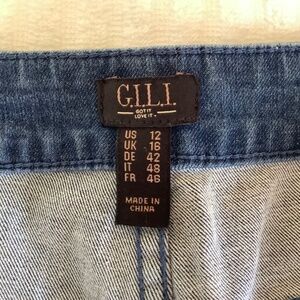 G.I.L.I.
GOT IT
LOVE IT
US 12
UK 16
DE 42
IT 48
FR 46
MADE IN
CHINA